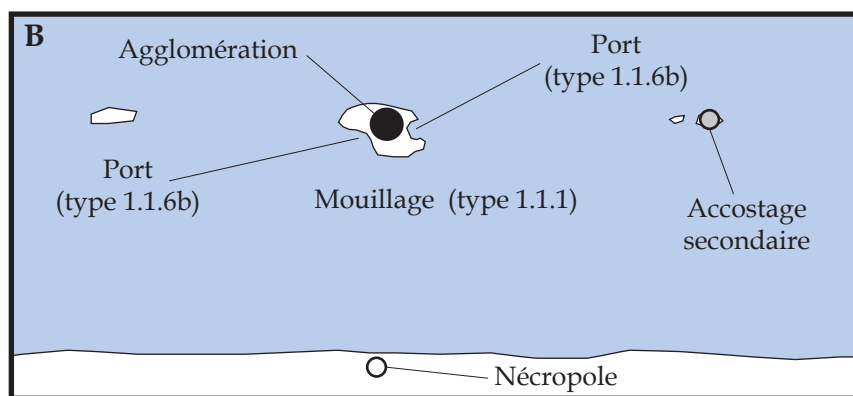 B
Agglomération
Port
(type 1.1.6b)
Port
(type 1.1.6b)
Mouillage (type 1.1.1)
Accostage
secondaire
Nécropole